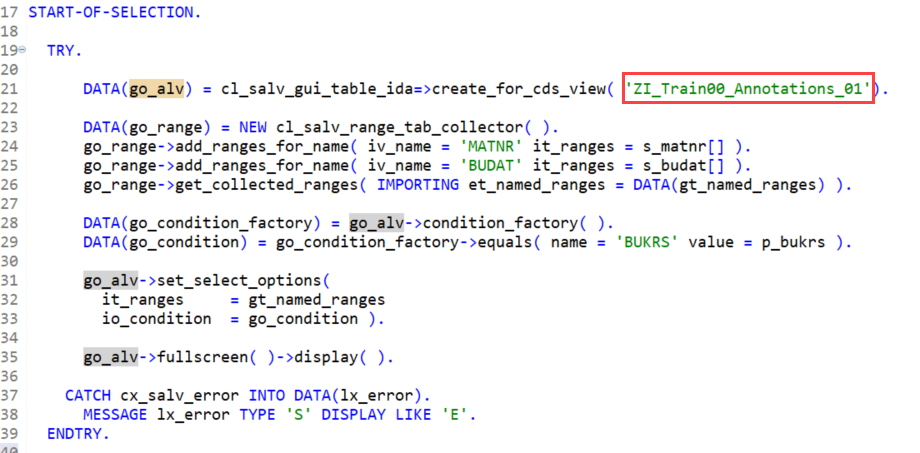 17 START-OF-SELECTION.
18
19 TRY.
20
21 DATA(go_alv) = cl_salv_gui_table_ida=>create_for_cds_view( 'ZI_Train00_Annotations_01').
22
23 DATA(go_range) = NEW cl_salv_range_tab_collector( ).
24 go_range->add_ranges_for_name( iv_name = 'MATNR' it_ranges = s_matnr[] ).
25 go_range->add_ranges_for_name( iv_name = 'BUDAT' it_ranges = s_budat[] ).
26 go_range->get_collected_ranges( IMPORTING et_named_ranges = DATA(gt_named_ranges) ).
27
28 DATA(go_condition_factory) = go_alv->condition_factory( ).
29 DATA(go_condition) = go_condition_factory->equals( name = 'BUKRS' value = p_bukrs ).
30
31 go_alv->set_select_options(
32 it_ranges = gt_named_ranges
33 io_condition = go_condition ).
34
35 go_alv->fullscreen( )->display( ).
36
37 CATCH cx_salv_error INTO DATA(lx_error).
38 MESSAGE lx_error TYPE 'S' DISPLAY LIKE 'E'.
39 ENDTRY.
40